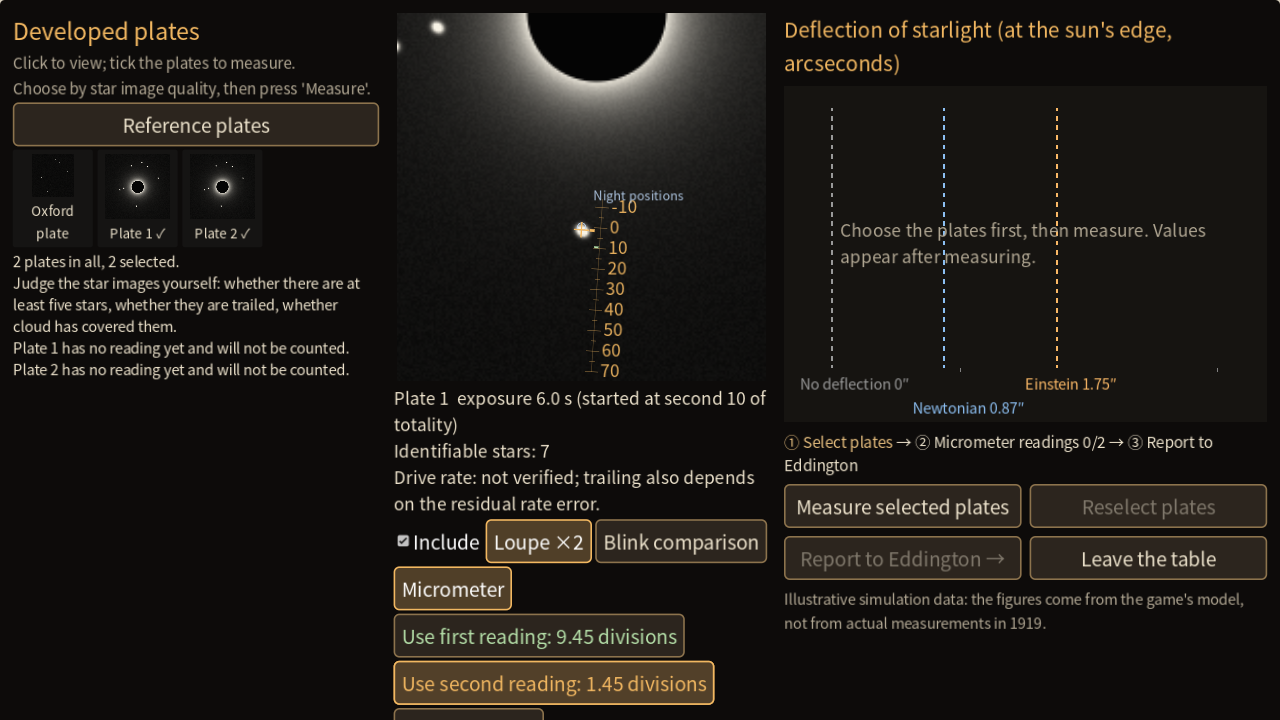 Developed plates
Click to view; tick the plates to measure.
Choose by star image quality, then press 'Measure'.
Reference plates
Oxford
plate
Plate 1 ✓
Plate 2 ✓
2 plates in all, 2 selected.
Judge the star images yourself: whether there are at
least five stars, whether they are trailed, whether
cloud has covered them.
Plate 1 has no reading yet and will not be counted.
Plate 2 has no reading yet and will not be counted.
Night positions
-10
0
10
20
30
40
50
60
70
Plate 1 exposure 6.0 s (started at second 10 of
totality)
Identifiable stars: 7
Drive rate: not verified; trailing also depends
on the residual rate error.
Include
Loupe ×2
Blink comparison
Micrometer
Use first reading: 9.45 divisions
Use second reading: 1.45 divisions
Deflection of starlight (at the sun's edge,
arcseconds)
Choose the plates first, then measure. Values
appear after measuring.
No deflection 0″
Einstein 1.75″
Newtonian 0.87″
① Select plates → ② Micrometer readings 0/2 → ③ Report to
Eddington
Measure selected plates
Reselect plates
Report to Eddington →
Leave the table
Illustrative simulation data: the figures come from the game's model,
not from actual measurements in 1919.